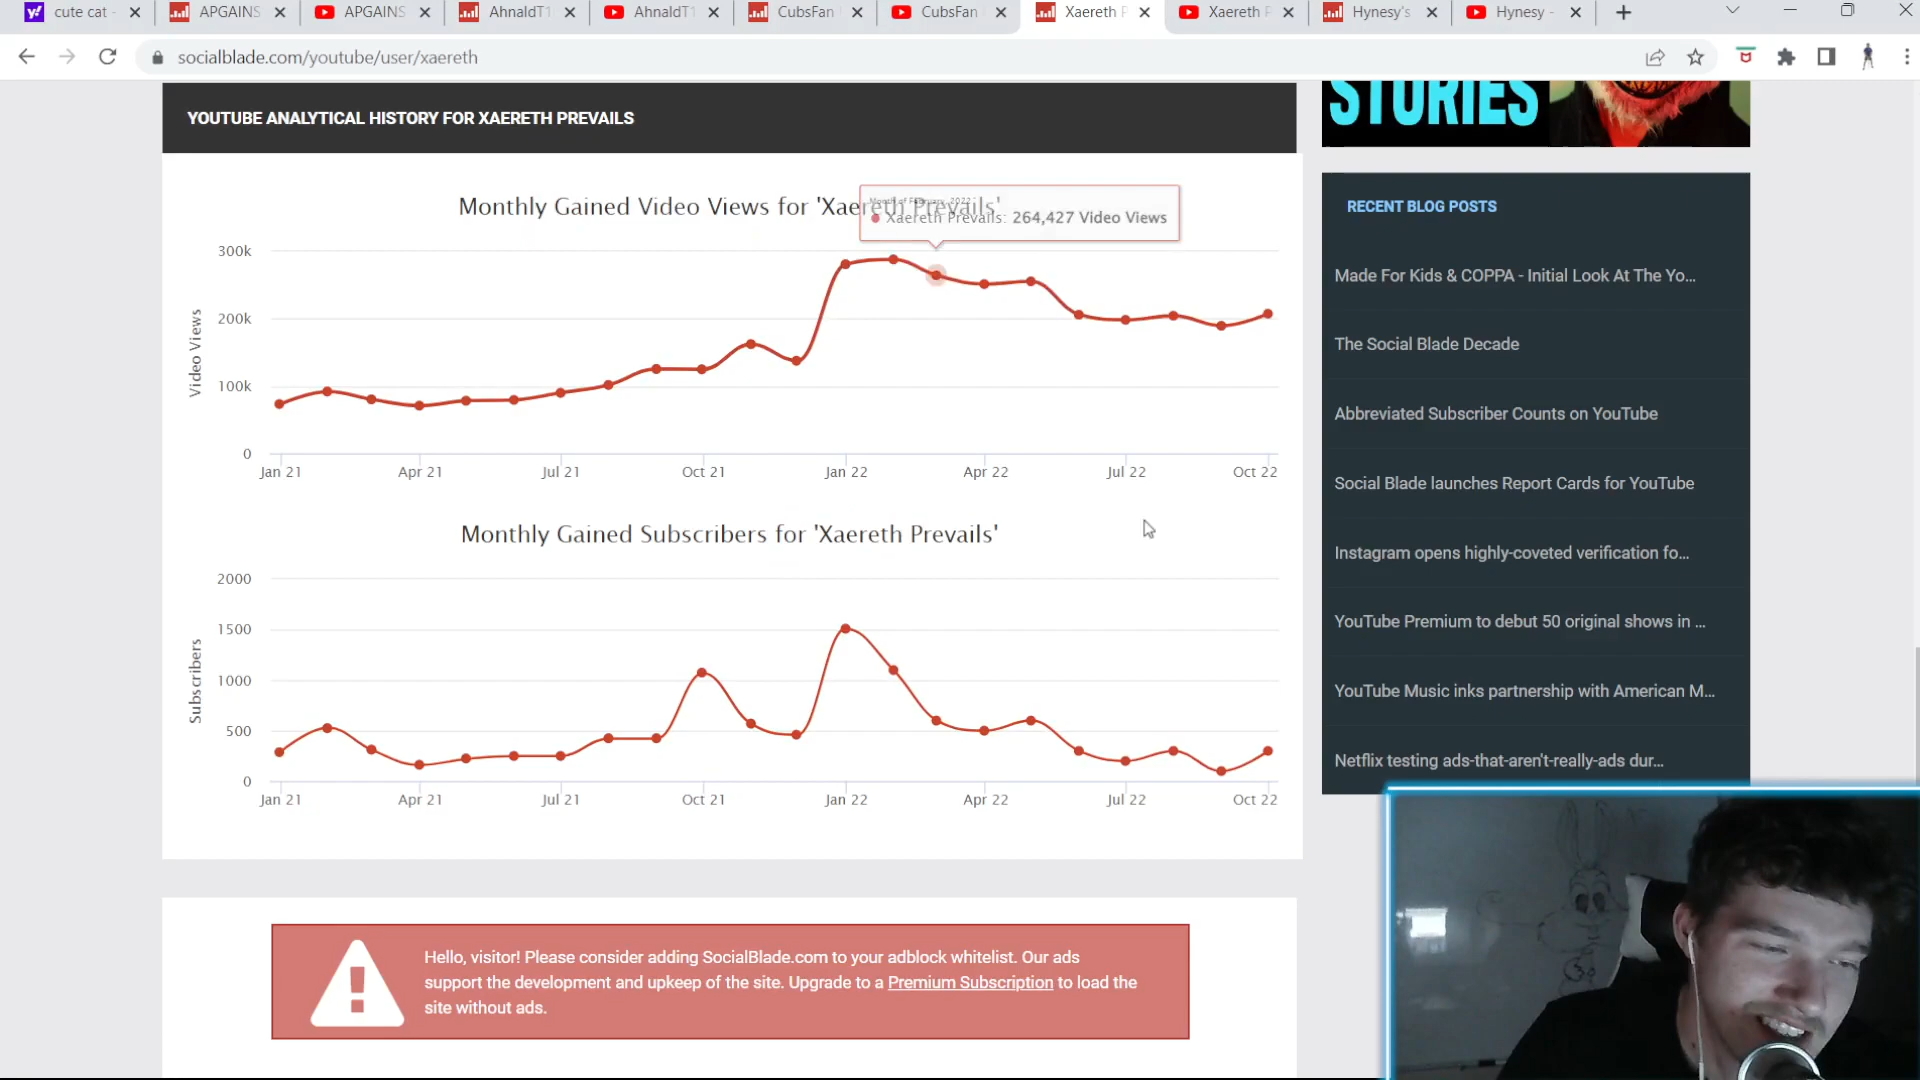 cute cat -
APGAINS
APGAINS
AhnaldT1
AhnaldT1
CubsFan
CubsFan
Xaereth P
Xaereth P
Hynesy's
Hynesy -
socialblade.com/youtube/user/xaereth
STORIES
YOUTUBE ANALYTICAL HISTORY FOR XAERETH PREVAILS
Monthly Gained Video Views for 'Xaereth Prevails'
Month of February, 2022
Xaereth Prevails: 264,427 Video Views
300k
200k
100k
0
Video Views
Jan 21
Apr 21
Jul 21
Oct 21
Jan 22
Apr 22
Jul 22
Oct 22
Monthly Gained Subscribers for 'Xaereth Prevails'
2000
1500
1000
500
0
Subscribers
Jan 21
Apr 21
Jul 21
Oct 21
Jan 22
Apr 22
Jul 22
Oct 22
RECENT BLOG POSTS
Made For Kids & COPPA - Initial Look At The Yo...
The Social Blade Decade
Abbreviated Subscriber Counts on YouTube
Social Blade launches Report Cards for YouTube
Instagram opens highly-coveted verification fo...
YouTube Premium to debut 50 original shows in ...
YouTube Music inks partnership with American M...
Netflix testing ads-that-aren't-really-ads dur...
Hello, visitor! Please consider adding SocialBlade.com to your adblock whitelist. Our ads
support the development and upkeep of the site. Upgrade to a Premium Subscription to load the
site without ads.